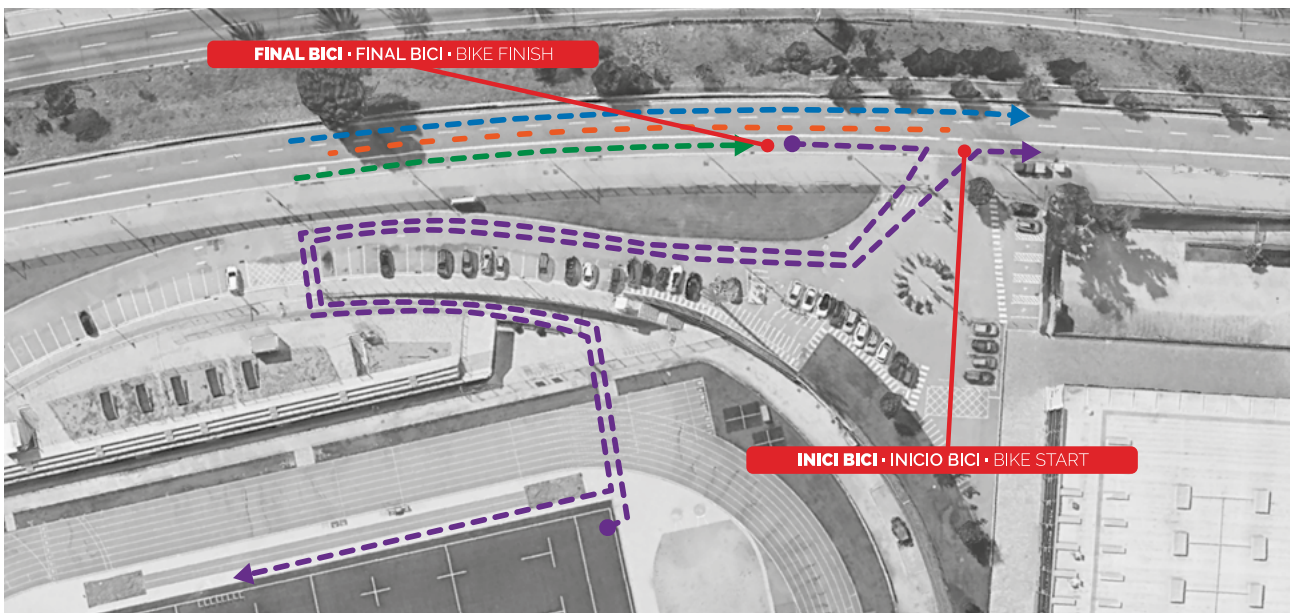 FINAL BICI · FINAL BICI · BIKE FINISH
INICI BICI · INICIO BICI · BIKE START